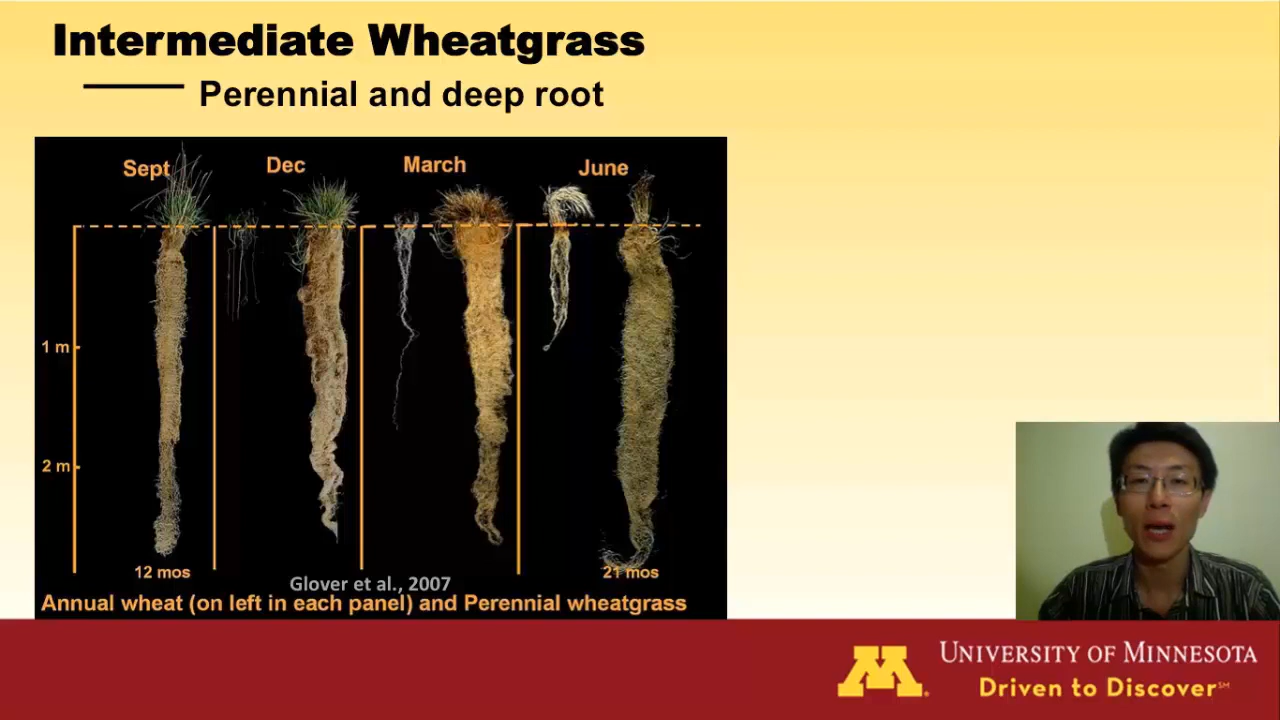 Intermediate Wheatgrass
Perennial and deep root
Sept Dec March June
1 m
2 m
12 mos 21 mos
Glover et al., 2007
Annual wheat (on left in each panel) and Perennial wheatgrass
M
UNIVERSITY OF MINNESOTA
Driven to Discover℠